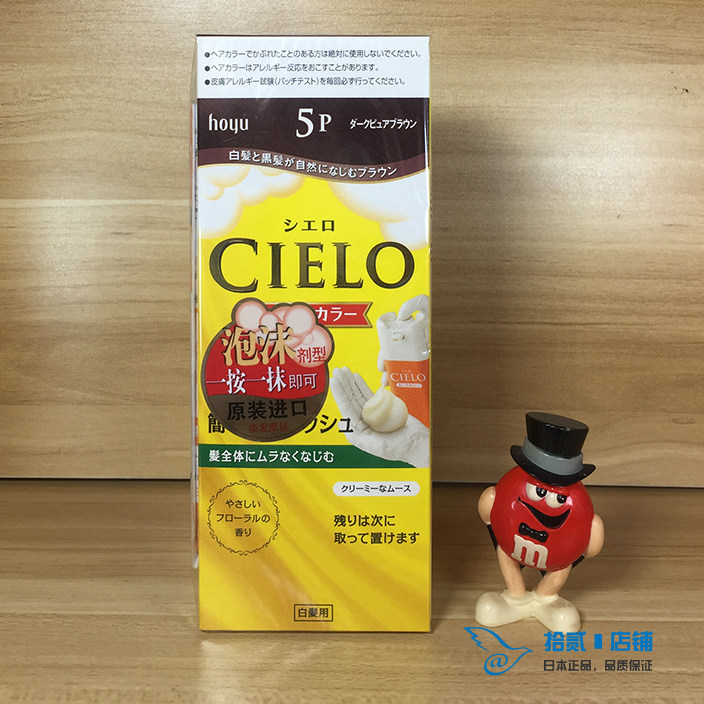 ●ヘアカラーでかぶれたことのある方は絶対に使用しないでください。
●ヘアカラーはアレルギー反応をおこすことがあります。
●皮膚アレルギー試験(パッチテスト)を毎回必ず行ってください。
hoyu 5P ダークピュアブラウン
白髪と黒髪が自然になじむブラウン
シエロ
CIELO
カラー
泡沫剂型
一按一抹即可
原装进口
CIELO
簡 ッシュ
髪全体にムラなくなじむ
クリーミーなムース
やさしい
フローラルの
香り
残りは次に
取って置けます
白髪用
m
拾贰 店铺
@
日本正品,品质保证